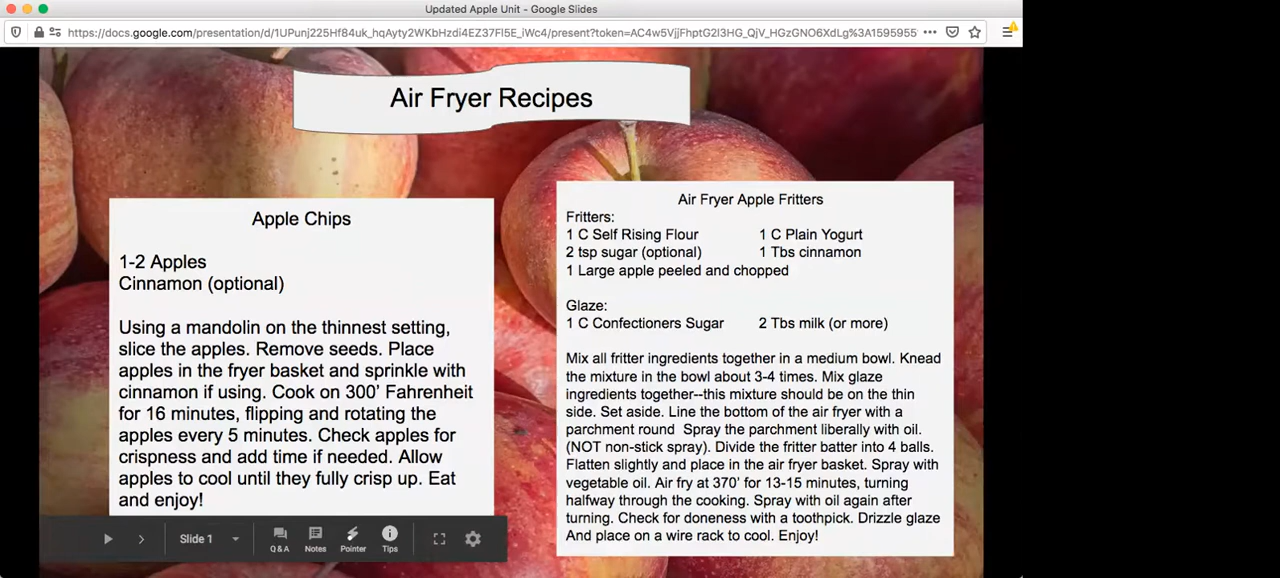 Updated Apple Unit - Google Slides
https://docs.google.com/presentation/d/1UPunj225Hf84uk_hqAyty2WKbHzdi4EZ37Fl5E_iWc4/present?token=AC4w5VjjFhptG2I3HG_QjV_HGzGNO6XdLg%3A1595955
Air Fryer Recipes
Apple Chips
1-2 Apples
Cinnamon (optional)
Using a mandolin on the thinnest setting,
slice the apples. Remove seeds. Place
apples in the fryer basket and sprinkle with
cinnamon if using. Cook on 300’ Fahrenheit
for 16 minutes, flipping and rotating the
apples every 5 minutes. Check apples for
crispness and add time if needed. Allow
apples to cool until they fully crisp up. Eat
and enjoy!
Air Fryer Apple Fritters
Fritters:
1 C Self Rising Flour 1 C Plain Yogurt
2 tsp sugar (optional) 1 Tbs cinnamon
1 Large apple peeled and chopped
Glaze:
1 C Confectioners Sugar 2 Tbs milk (or more)
Mix all fritter ingredients together in a medium bowl. Knead
the mixture in the bowl about 3-4 times. Mix glaze
ingredients together--this mixture should be on the thin
side. Set aside. Line the bottom of the air fryer with a
parchment round  Spray the parchment liberally with oil.
(NOT non-stick spray). Divide the fritter batter into 4 balls.
Flatten slightly and place in the air fryer basket. Spray with
vegetable oil. Air fry at 370’ for 13-15 minutes, turning
halfway through the cooking. Spray with oil again after
turning. Check for doneness with a toothpick. Drizzle glaze
And place on a wire rack to cool. Enjoy!
Slide 1
Q & A Notes Pointer Tips